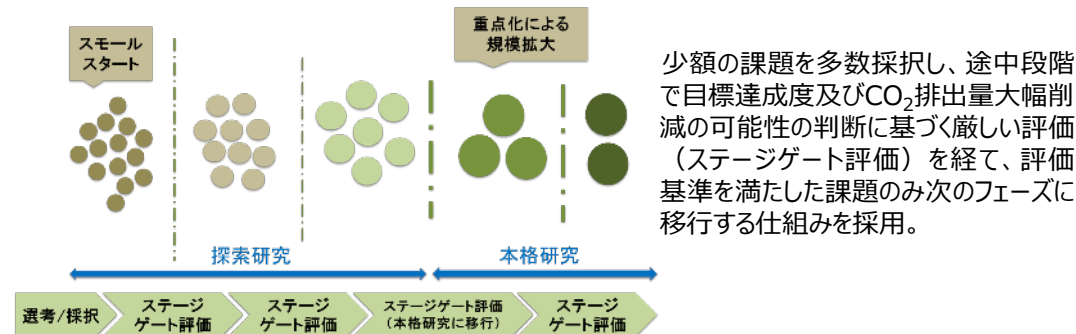 スモール
スタート
重点化による
規模拡大
少額の課題を多数採択し、途中段階
で目標達成度及びCO₂排出量大幅削
減の可能性の判断に基づく厳しい評価
（ステージゲート評価）を経て、評価
基準を満たした課題のみ次のフェーズに
移行する仕組みを採用。
探索研究
本格研究
選考/採択
ステージ
ゲート評価
ステージ
ゲート評価
ステージゲート評価
（本格研究に移行）
ステージ
ゲート評価